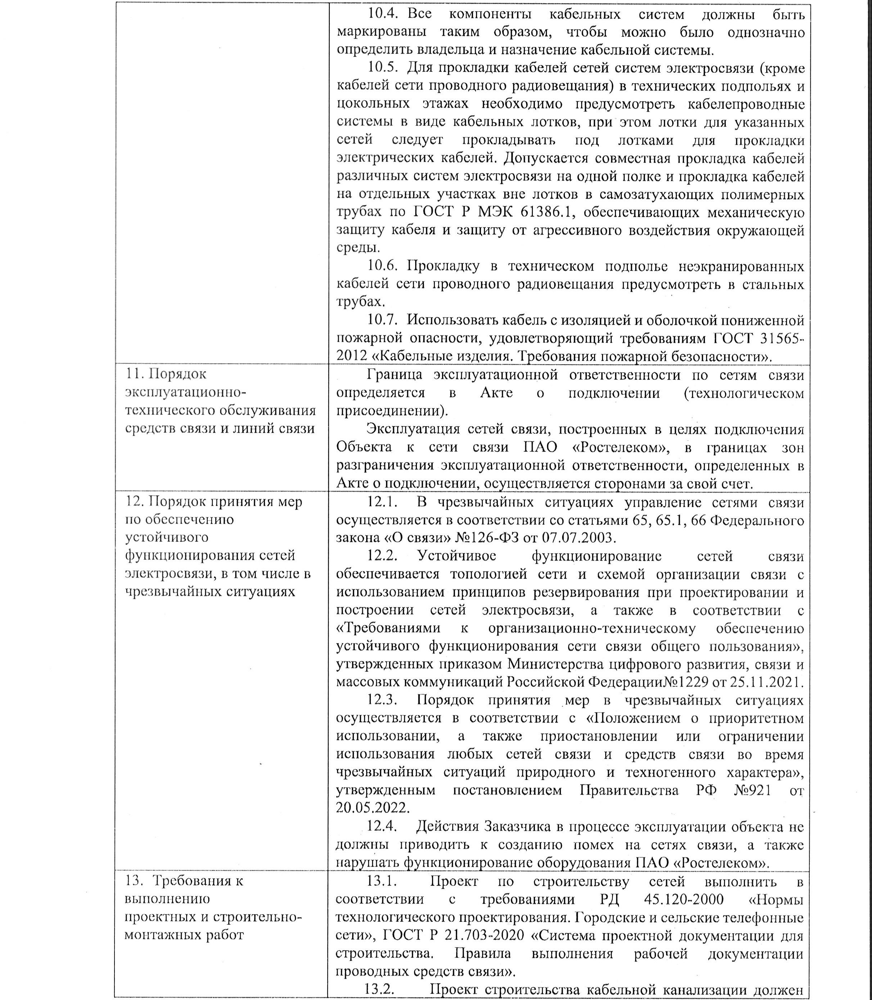 10.4. Все компоненты кабельных систем должны быть
маркированы таким образом, чтобы можно было однозначно
определить владельца и назначение кабельной системы.
10.5. Для прокладки кабелей сетей систем электросвязи (кроме
кабелей сети проводного радиовещания) в технических подпольях и
цокольных этажах необходимо предусмотреть кабелепроводные
системы в виде кабельных лотков, при этом лотки для указанных
сетей следует прокладывать под лотками для прокладки
электрических кабелей. Допускается совместная прокладка кабелей
различных систем электросвязи на одной полке и прокладка кабелей
на отдельных участках вне лотков в самозатухающих полимерных
трубах по ГОСТ Р МЭК 61386.1, обеспечивающих механическую
защиту кабеля и защиту от агрессивного воздействия окружающей
среды.
10.6. Прокладку в техническом подполье неэкранированных
кабелей сети проводного радиовещания предусмотреть в стальных
трубах.
10.7. Использовать кабель с изоляцией и оболочкой пониженной
пожарной опасности, удовлетворяющий требованиям ГОСТ 31565-
2012 «Кабельные изделия. Требования пожарной безопасности».
11. Порядок
эксплуатационно-
технического обслуживания
средств связи и линий связи
Граница эксплуатационной ответственности по сетям связи
определяется в Акте о подключении (технологическом
присоединении).
Эксплуатация сетей связи, построенных в целях подключения
Объекта к сети связи ПАО «Ростелеком», в границах зон
разграничения эксплуатационной ответственности, определенных в
Акте о подключении, осуществляется сторонами за свой счет.
12. Порядок принятия мер
по обеспечению
устойчивого
функционирования сетей
электросвязи, в том числе в
чрезвычайных ситуациях
12.1. В чрезвычайных ситуациях управление сетями связи
осуществляется в соответствии со статьями 65, 65.1, 66 Федерального
закона «О связи» №126-ФЗ от 07.07.2003.
12.2. Устойчивое функционирование сетей связи
обеспечивается топологией сети и схемой организации связи с
использованием принципов резервирования при проектировании и
построении сетей электросвязи, а также в соответствии с
«Требованиями к организационно-техническому обеспечению
устойчивого функционирования сети связи общего пользования»,
утвержденных приказом Министерства цифрового развития, связи и
массовых коммуникаций Российской Федерации№1229 от 25.11.2021.
12.3. Порядок принятия мер в чрезвычайных ситуациях
осуществляется в соответствии с «Положением о приоритетном
использовании, а также приостановлении или ограничении
использования любых сетей связи и средств связи во время
чрезвычайных ситуаций природного и техногенного характера»,
утвержденным постановлением Правительства РФ №921 от
20.05.2022.
12.4. Действия Заказчика в процессе эксплуатации объекта не
должны приводить к созданию помех на сетях связи, а также
нарушать функционирование оборудования ПАО «Ростелеком».
13. Требования к
выполнению
проектных и строительно-
монтажных работ
13.1. Проект по строительству сетей выполнить в
соответствии с требованиями РД 45.120-2000 «Нормы
технологического проектирования. Городские и сельские телефонные
сети», ГОСТ Р 21.703-2020 «Система проектной документации для
строительства. Правила выполнения рабочей документации
проводных средств связи».
13.2. Проект строительства кабельной канализации должен